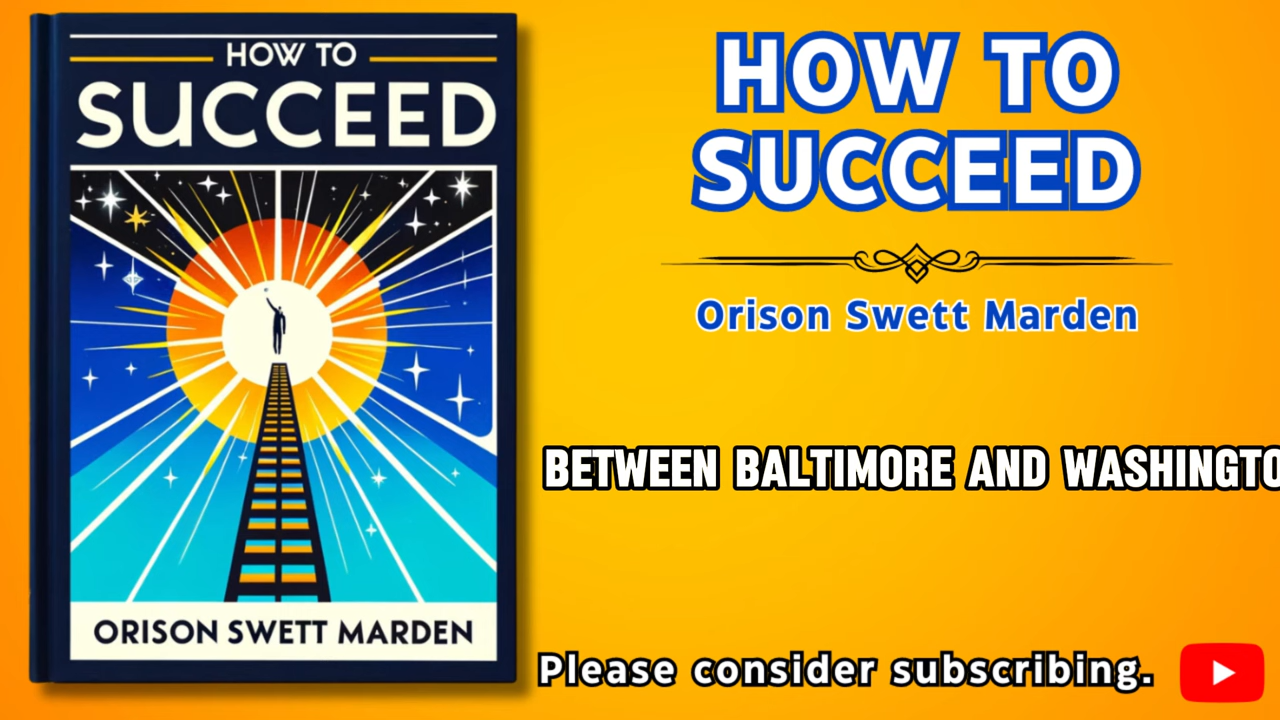 HOW TO
SUCCEED
ORISON SWETT MARDEN
HOW TO
SUCCEED
Orison Swett Marden
BETWEEN BALTIMORE AND WASHINGTO
Please consider subscribing.